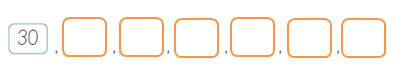 30 , , , , , ,